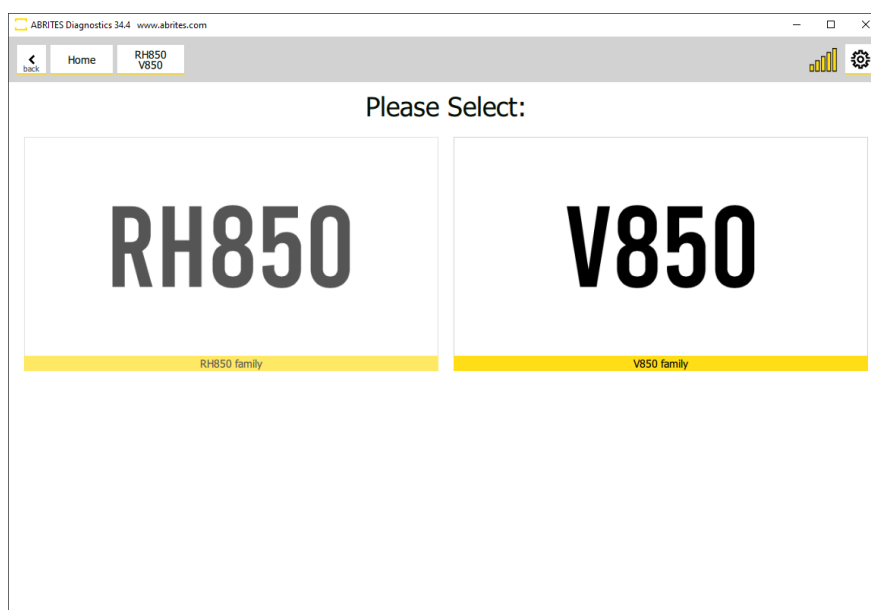 ABRITES Diagnostics 34.4 www.abrites.com
back
Home
RH850
V850
Please Select:
RH850
V850
RH850 family
V850 family